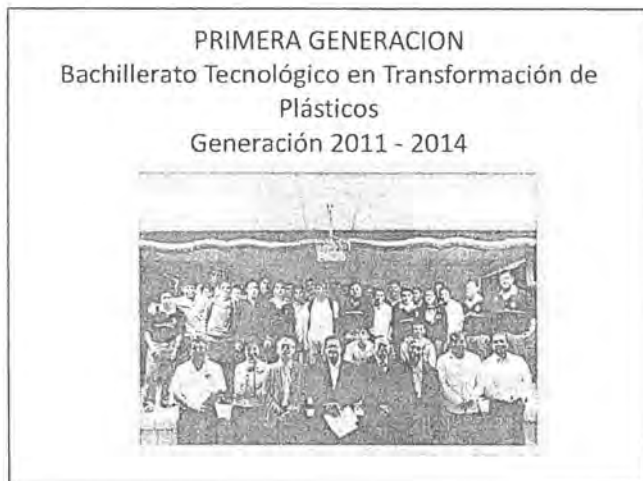 PRIMERA GENERACION
Bachillerato Tecnológico en Transformación de
Plásticos
Generación 2011 - 2014